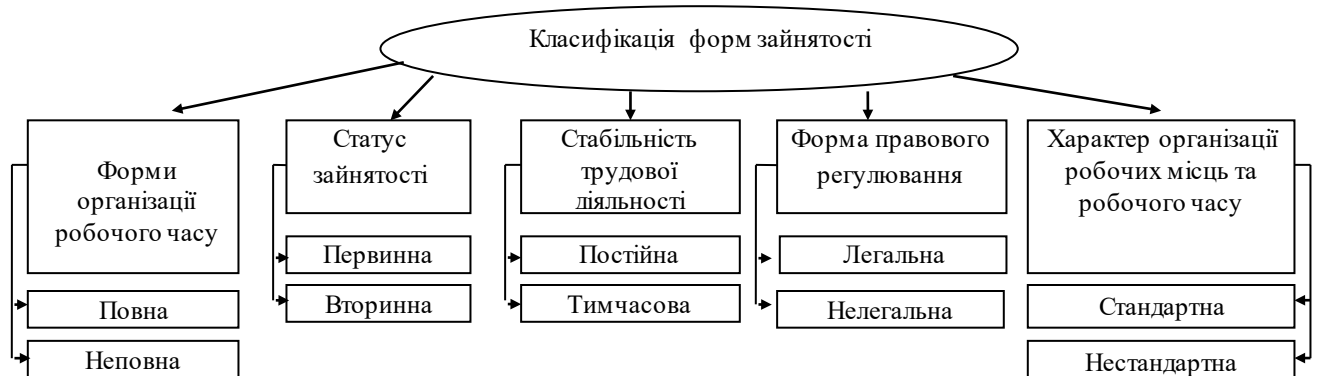 Класифікація форм зайнятості
Форми
організації
робочого часу
Повна
Неповна
Статус
зайнятості
Первинна
Вторинна
Стабільність
трудової
діяльності
Постійна
Тимчасова
Форма правового
регулювання
Легальна
Нелегальна
Характер організації
робочих місць та
робочого часу
Стандартна
Нестандартна